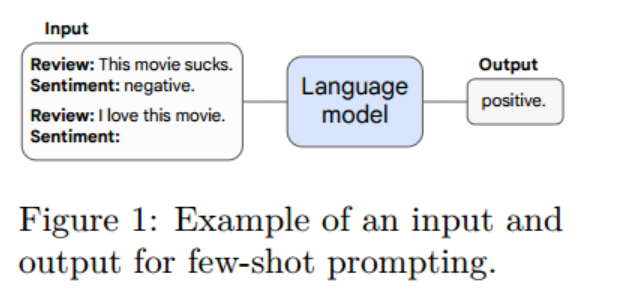 Input
Review: This movie sucks.
Sentiment: negative.
Review: I love this movie.
Sentiment:
Language
model
Output
positive.
Figure 1: Example of an input and
output for few-shot prompting.